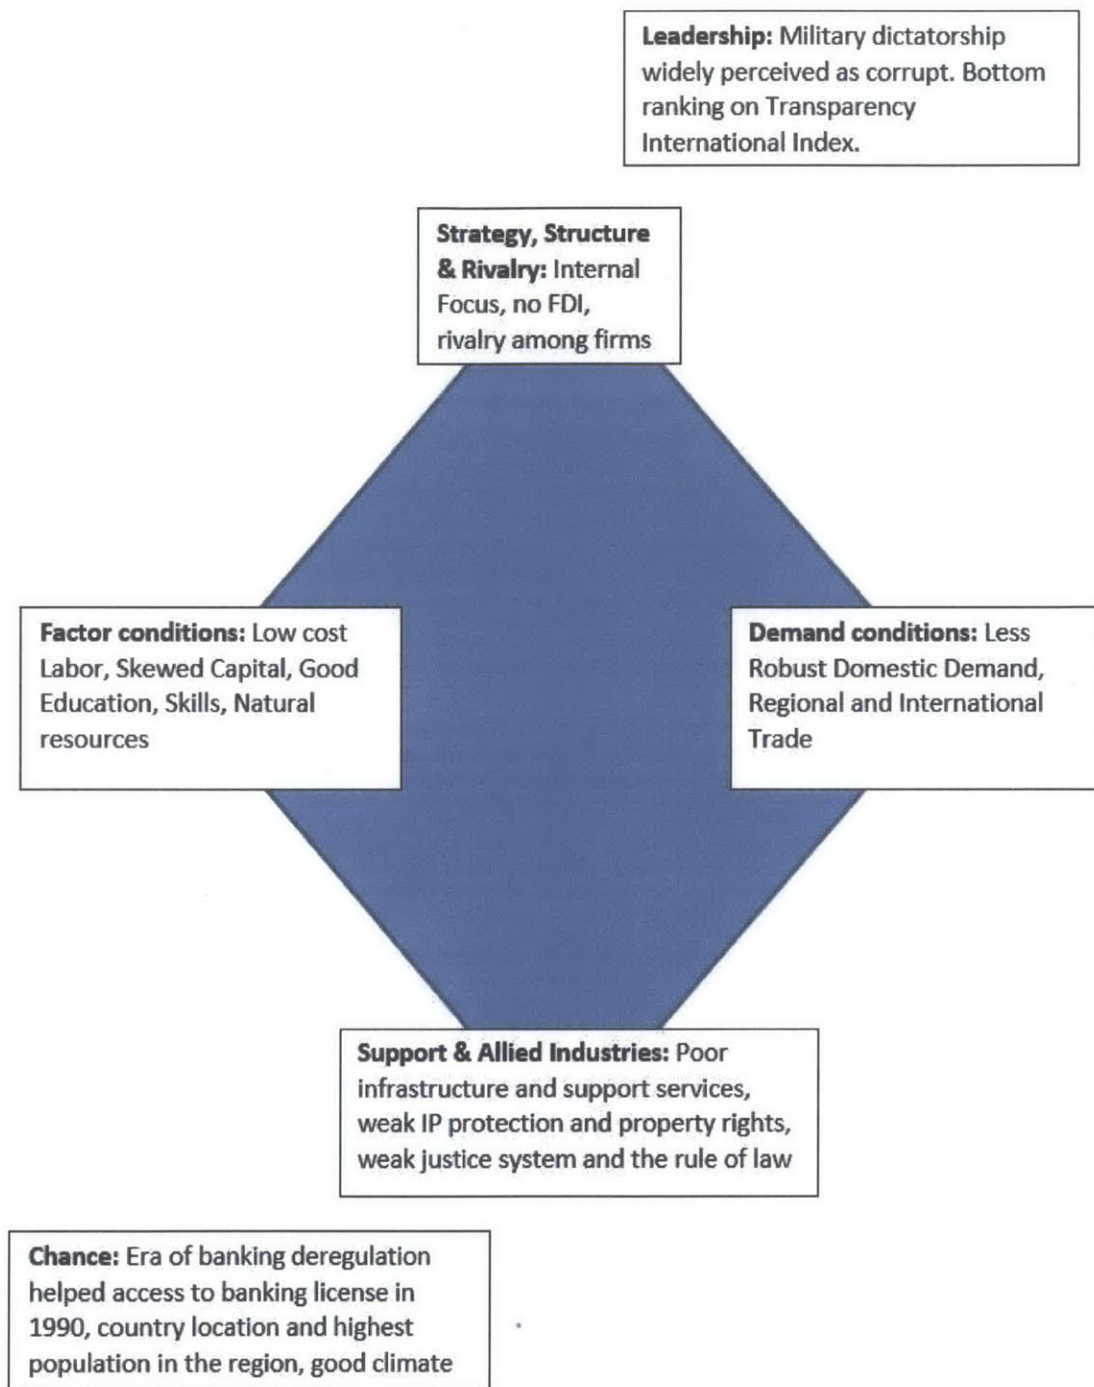 Leadership: Military dictatorship
widely perceived as corrupt. Bottom
ranking on Transparency
International Index.
Strategy, Structure
& Rivalry: Internal
Focus, no FDI,
rivalry among firms
Factor conditions: Low cost
Labor, Skewed Capital, Good
Education, Skills, Natural
resources
Demand conditions: Less
Robust Domestic Demand,
Regional and International
Trade
Support & Allied Industries: Poor
infrastructure and support services,
weak IP protection and property rights,
weak justice system and the rule of law
Chance: Era of banking deregulation
helped access to banking license in
1990, country location and highest
population in the region, good climate